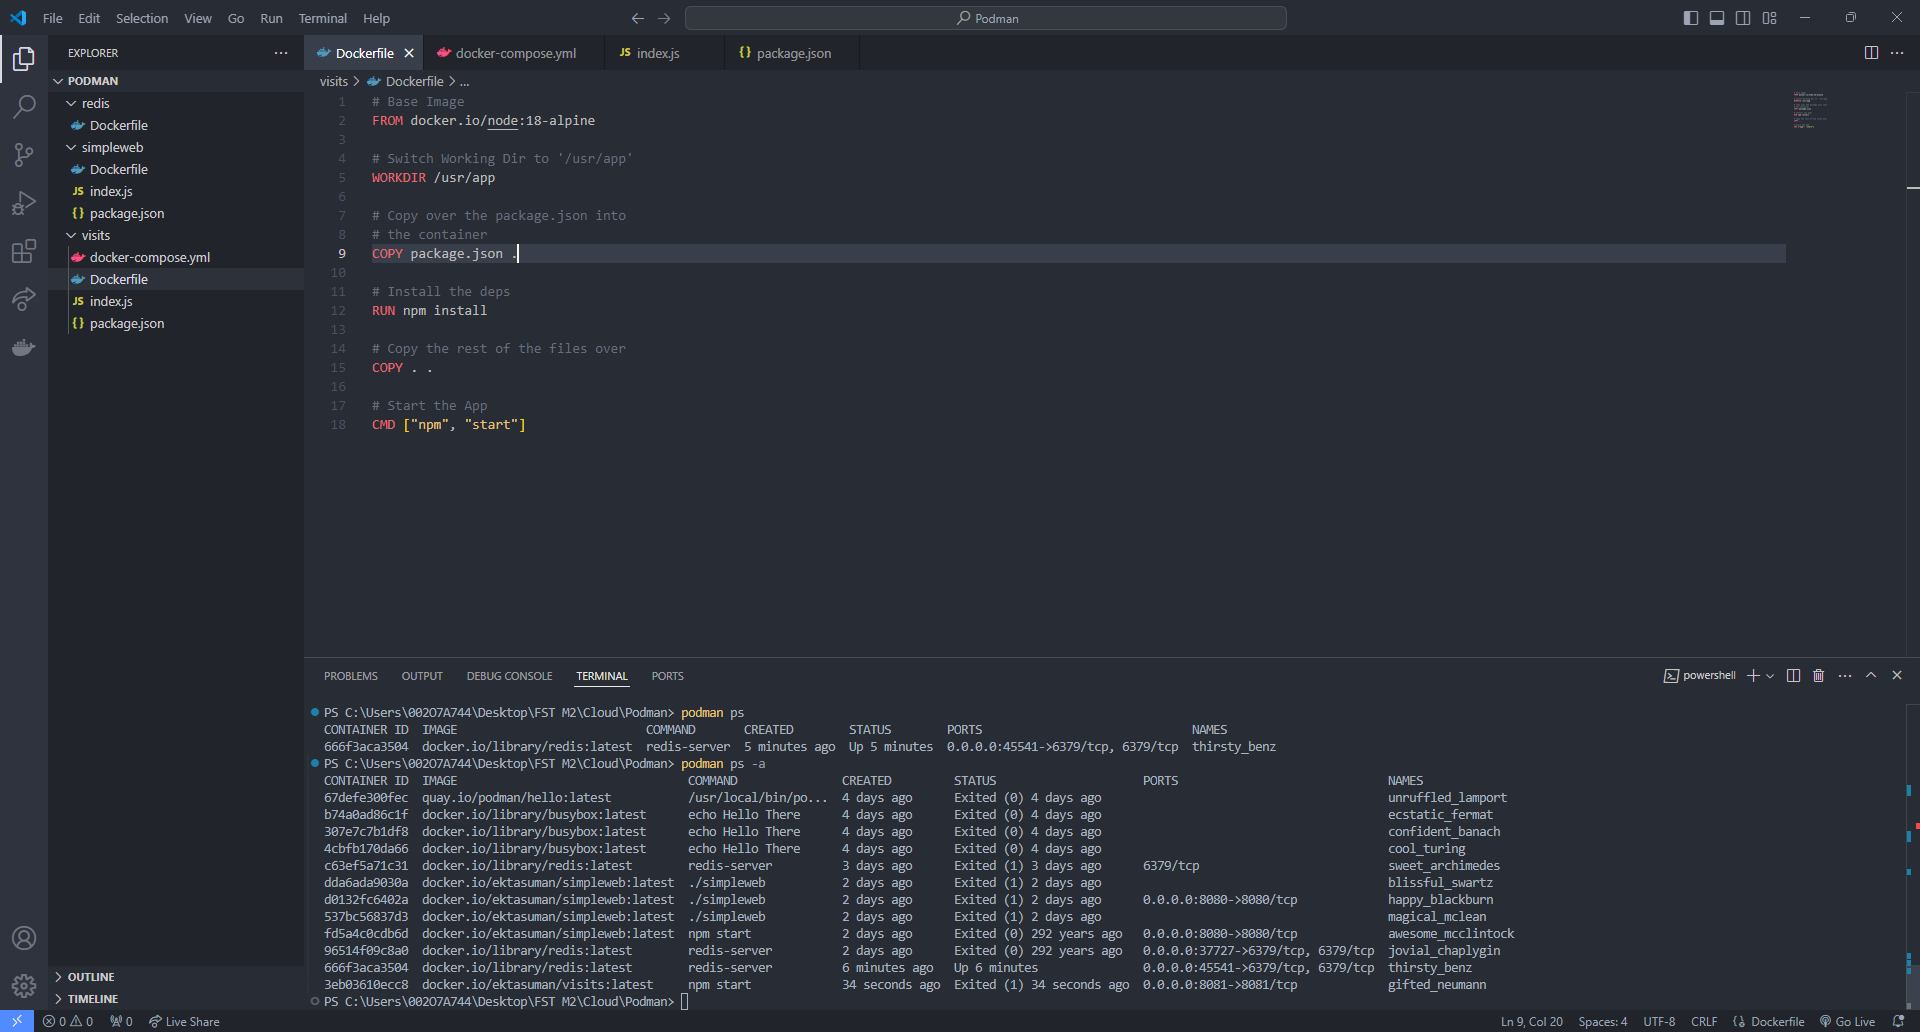 File Edit Selection View Go Run Terminal Help
Podman
EXPLORER
PODMAN
redis
Dockerfile
simpleweb
Dockerfile
JS index.js
{} package.json
visits
docker-compose.yml
Dockerfile
JS index.js
{} package.json
OUTLINE
TIMELINE
Dockerfile
docker-compose.yml
JS index.js
{} package.json
visits > Dockerfile > ...
1 # Base Image
2 FROM docker.io/node:18-alpine
3
4 # Switch Working Dir to '/usr/app'
5 WORKDIR /usr/app
6
7 # Copy over the package.json into
8 # the container
9 COPY package.json .
10
11 # Install the deps
12 RUN npm install
13
14 # Copy the rest of the files over
15 COPY . .
16
17 # Start the App
18 CMD ["npm", "start"]
PROBLEMS OUTPUT DEBUG CONSOLE TERMINAL PORTS
powershell
PS C:\Users\002O7A744\Desktop\FST M2\Cloud\Podman> podman ps
CONTAINER ID IMAGE COMMAND CREATED STATUS PORTS NAMES
666f3aca3504 docker.io/library/redis:latest redis-server 5 minutes ago Up 5 minutes 0.0.0.0:45541->6379/tcp, 6379/tcp thirsty_benz
PS C:\Users\002O7A744\Desktop\FST M2\Cloud\Podman> podman ps -a
CONTAINER ID IMAGE COMMAND CREATED STATUS PORTS NAMES
67defe300fec quay.io/podman/hello:latest /usr/local/bin/po... 4 days ago Exited (0) 4 days ago unruffled_lamport
b74a0ad86c1f docker.io/library/busybox:latest echo Hello There 4 days ago Exited (0) 4 days ago ecstatic_fermat
307e7c7b1df8 docker.io/library/busybox:latest echo Hello There 4 days ago Exited (0) 4 days ago confident_banach
4cbfb170da66 docker.io/library/busybox:latest echo Hello There 4 days ago Exited (0) 4 days ago cool_turing
c63ef5a71c31 docker.io/library/redis:latest redis-server 3 days ago Exited (1) 3 days ago 6379/tcp sweet_archimedes
dda6ada9030a docker.io/ektasuman/simpleweb:latest ./simpleweb 2 days ago Exited (1) 2 days ago blissful_swartz
d0132fc6402a docker.io/ektasuman/simpleweb:latest ./simpleweb 2 days ago Exited (1) 2 days ago 0.0.0.0:8080->8080/tcp happy_blackburn
537bc56837d3 docker.io/ektasuman/simpleweb:latest ./simpleweb 2 days ago Exited (1) 2 days ago magical_mclean
fd5a4c0cdb6d docker.io/ektasuman/simpleweb:latest npm start 2 days ago Exited (0) 292 years ago 0.0.0.0:8080->8080/tcp awesome_mcclintock
96514f09c8a0 docker.io/library/redis:latest redis-server 2 days ago Exited (0) 292 years ago 0.0.0.0:37727->6379/tcp, 6379/tcp jovial_chaplygin
666f3aca3504 docker.io/library/redis:latest redis-server 6 minutes ago Up 6 minutes 0.0.0.0:45541->6379/tcp, 6379/tcp thirsty_benz
3eb03610ecc8 docker.io/ektasuman/visits:latest npm start 34 seconds ago Exited (1) 34 seconds ago 0.0.0.0:8081->8081/tcp gifted_neumann
PS C:\Users\002O7A744\Desktop\FST M2\Cloud\Podman>
0 0 0 Live Share Ln 9, Col 20 Spaces: 4 UTF-8 CRLF Dockerfile Go Live